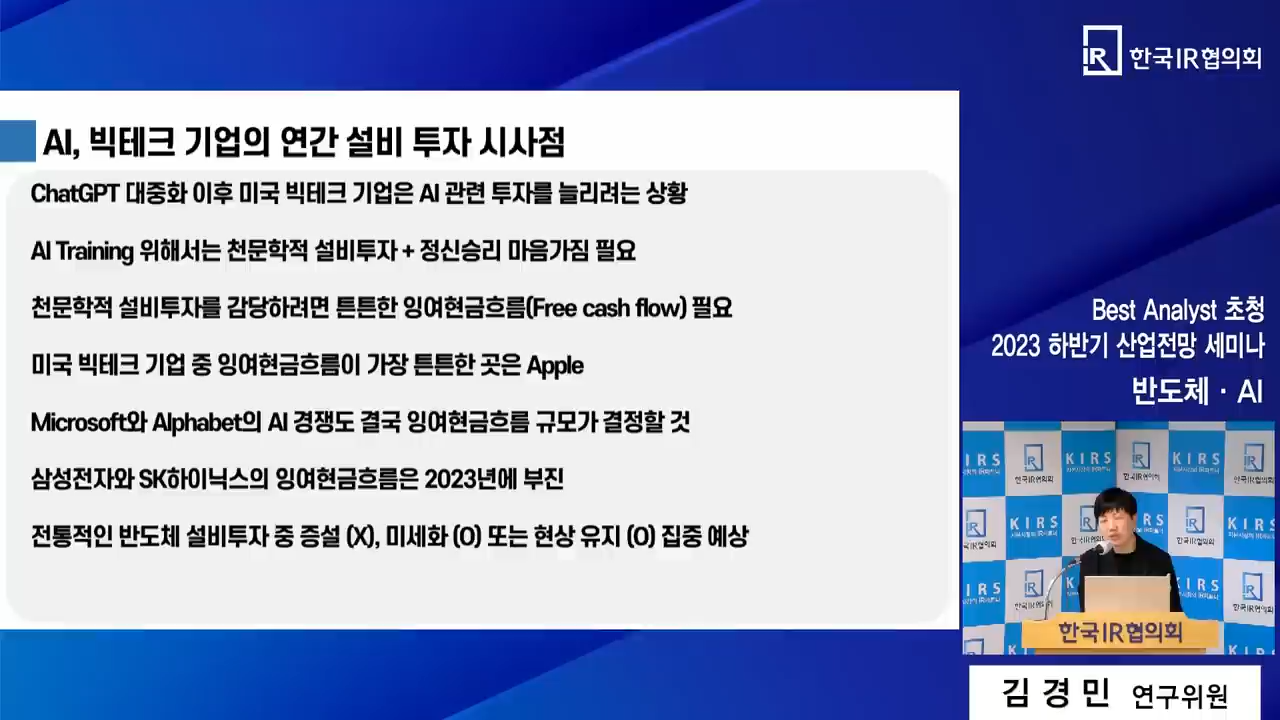 IR 한국IR협의회
AI, 빅테크 기업의 연간 설비 투자 시사점
ChatGPT 대중화 이후 미국 빅테크 기업은 AI 관련 투자를 늘리려는 상황
AI Training 위해서는 천문학적 설비투자 + 정신승리 마음가짐 필요
천문학적 설비투자를 감당하려면 튼튼한 잉여현금흐름(Free cash flow) 필요
미국 빅테크 기업 중 잉여현금흐름이 가장 튼튼한 곳은 Apple
Microsoft와 Alphabet의 AI 경쟁도 결국 잉여현금흐름 규모가 결정할 것
삼성전자와 SK하이닉스의 잉여현금흐름은 2023년에 부진
전통적인 반도체 설비투자 중 증설 (X), 미세화 (O) 또는 현상 유지 (O) 집중 예상
Best Analyst 초청
2023 하반기 산업전망 세미나
반도체 · AI
KIRS
한국IR협의회
한국IR협의회
김경민 연구위원